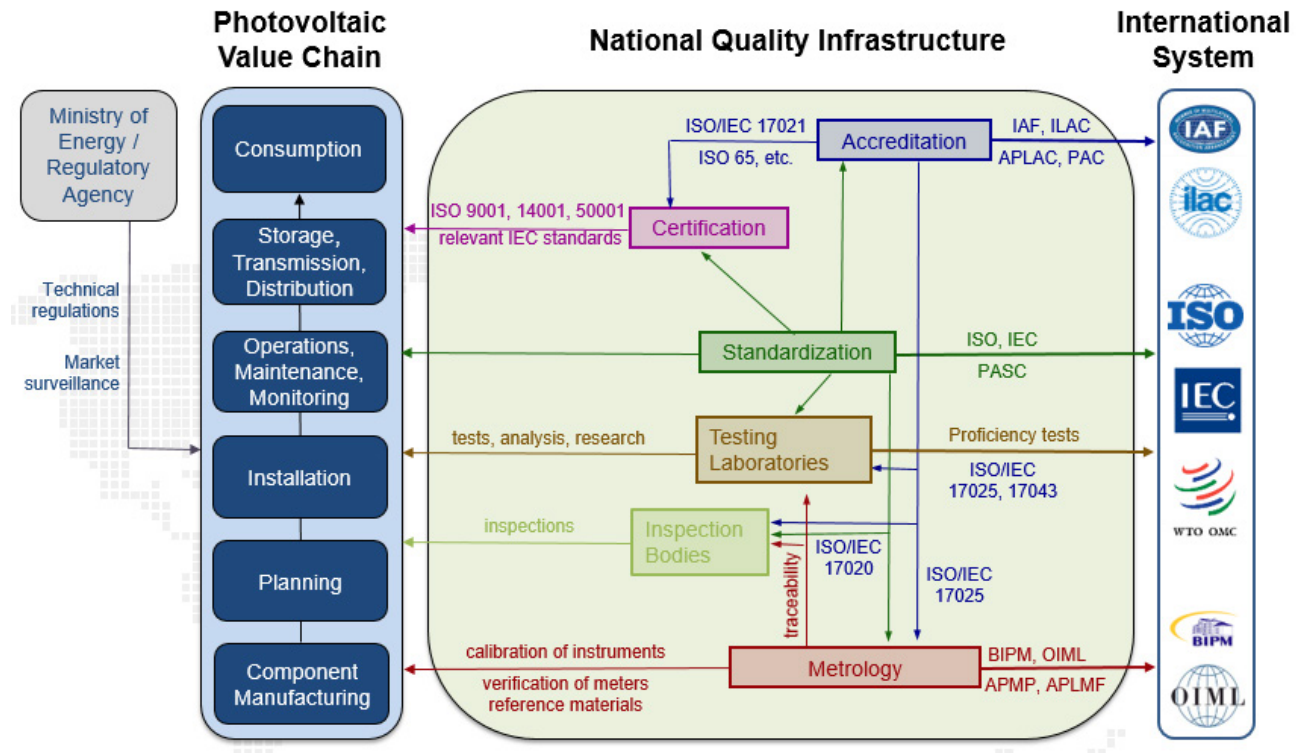 Photovoltaic
Value Chain
National Quality Infrastructure
International
System
Ministry of
Energy /
Regulatory
Agency
Technical
regulations
Market
surveillance
Consumption
Storage,
Transmission,
Distribution
Operations,
Maintenance,
Monitoring
Installation
Planning
Component
Manufacturing
ISO/IEC 17021
ISO 65, etc.
Accreditation
IAF, ILAC
APLAC, PAC
ISO 9001, 14001, 50001
relevant IEC standards
Certification
Standardization
ISO, IEC
PASC
tests, analysis, research
Testing
Laboratories
Proficiency tests
ISO/IEC
17025, 17043
inspections
Inspection
Bodies
ISO/IEC
17020
ISO/IEC
17025
traceability
calibration of instruments
verification of meters
reference materials
Metrology
BIPM, OIML
APMP, APLMF
IAF
ilac
ISO
IEC
WTO OMC
BIPM
OIML